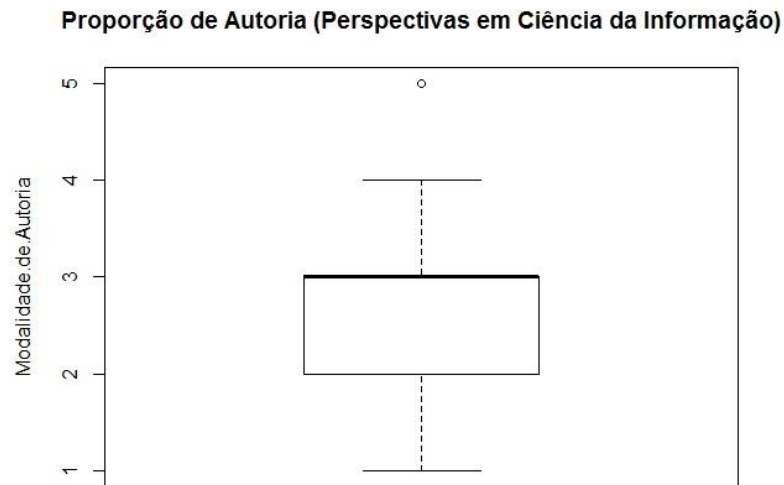 Proporção de Autoria (Perspectivas em Ciência da Informação)
5
4
Modalidade.de.Autoria
3
2
1